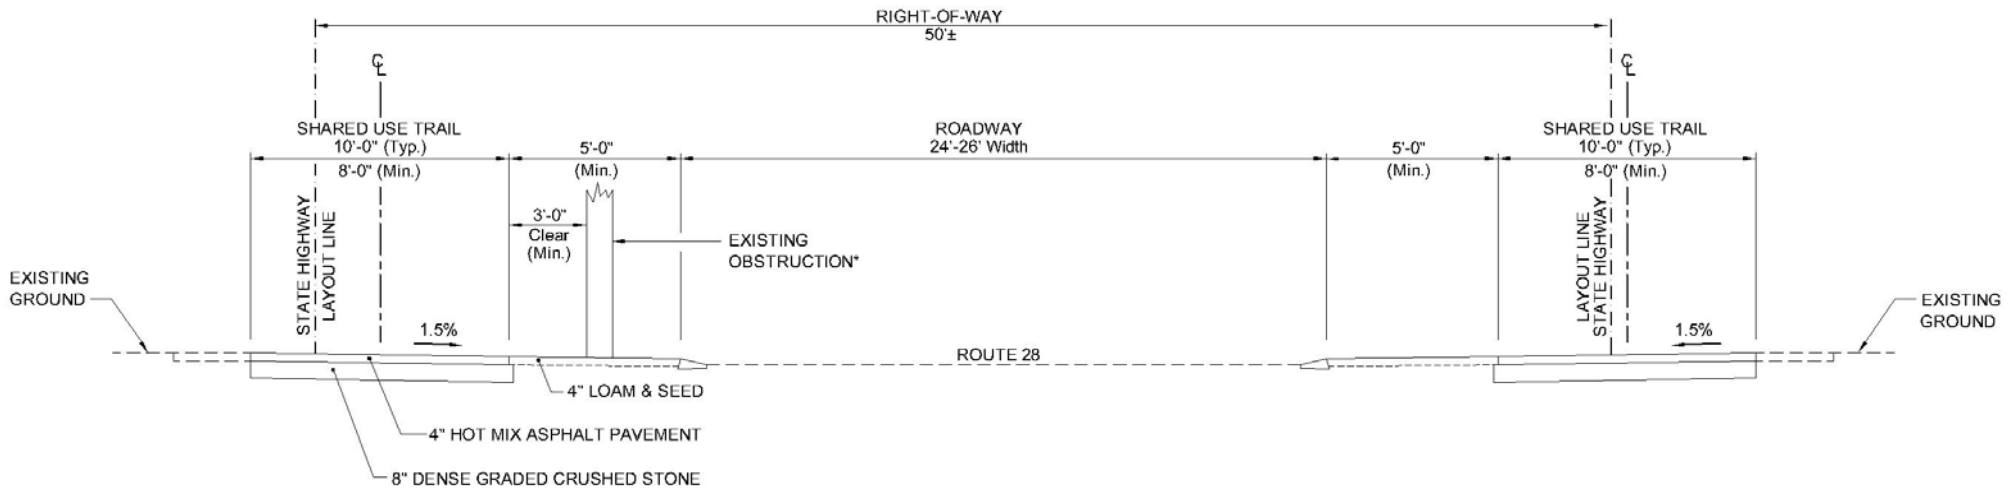 RIGHT-OF-WAY
50'±
℄
℄
SHARED USE TRAIL
10'-0" (Typ.)
8'-0" (Min.)
5'-0"
(Min.)
ROADWAY
24'-26' Width
5'-0"
(Min.)
SHARED USE TRAIL
10'-0" (Typ.)
8'-0" (Min.)
STATE HIGHWAY
LAYOUT LINE
3'-0"
Clear
(Min.)
EXISTING
OBSTRUCTION*
LAYOUT LINE
STATE HIGHWAY
EXISTING
GROUND
1.5%
ROUTE 28
1.5%
EXISTING
GROUND
4" LOAM & SEED
4" HOT MIX ASPHALT PAVEMENT
8" DENSE GRADED CRUSHED STONE